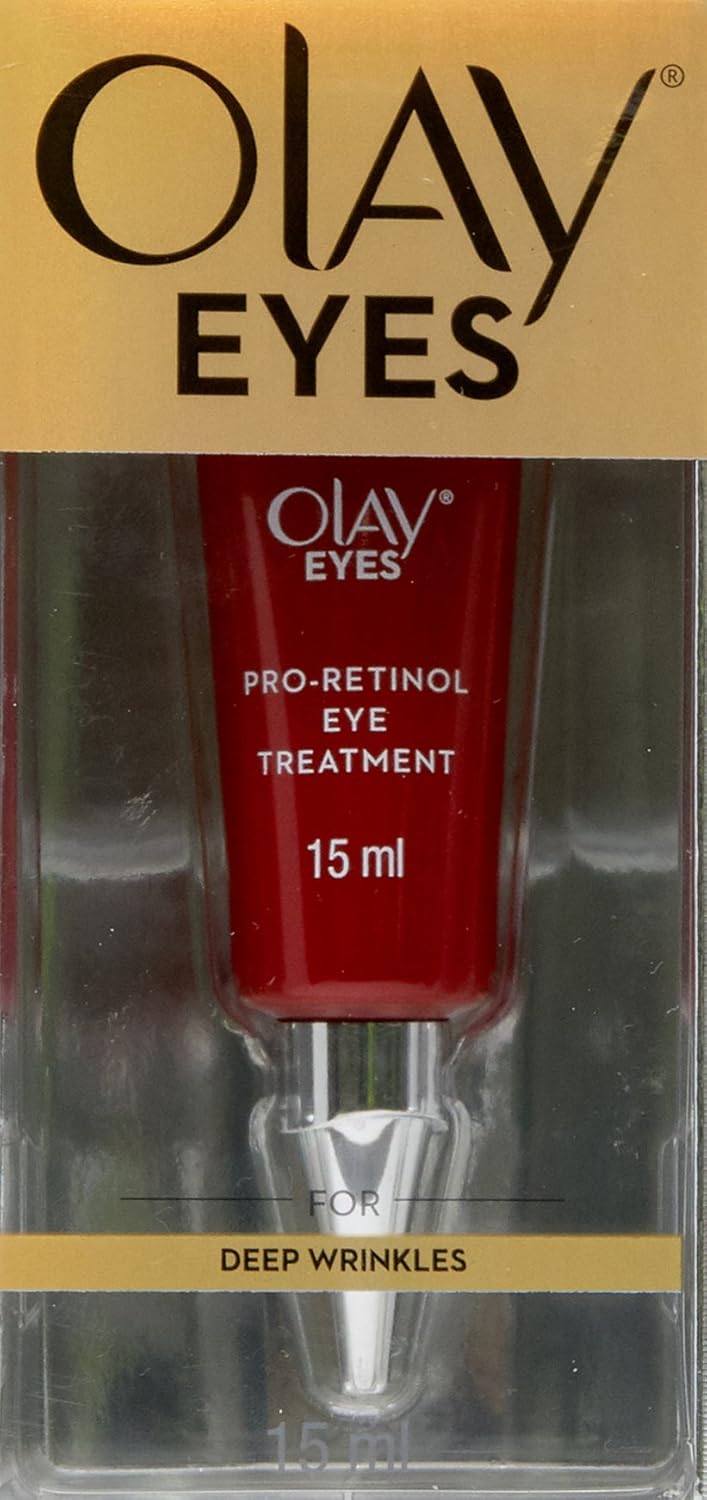 OLAY®
EYES
OLAY®
EYES
PRO-RETINOL
EYE
TREATMENT
15 ml
FOR
DEEP WRINKLES
15 ml